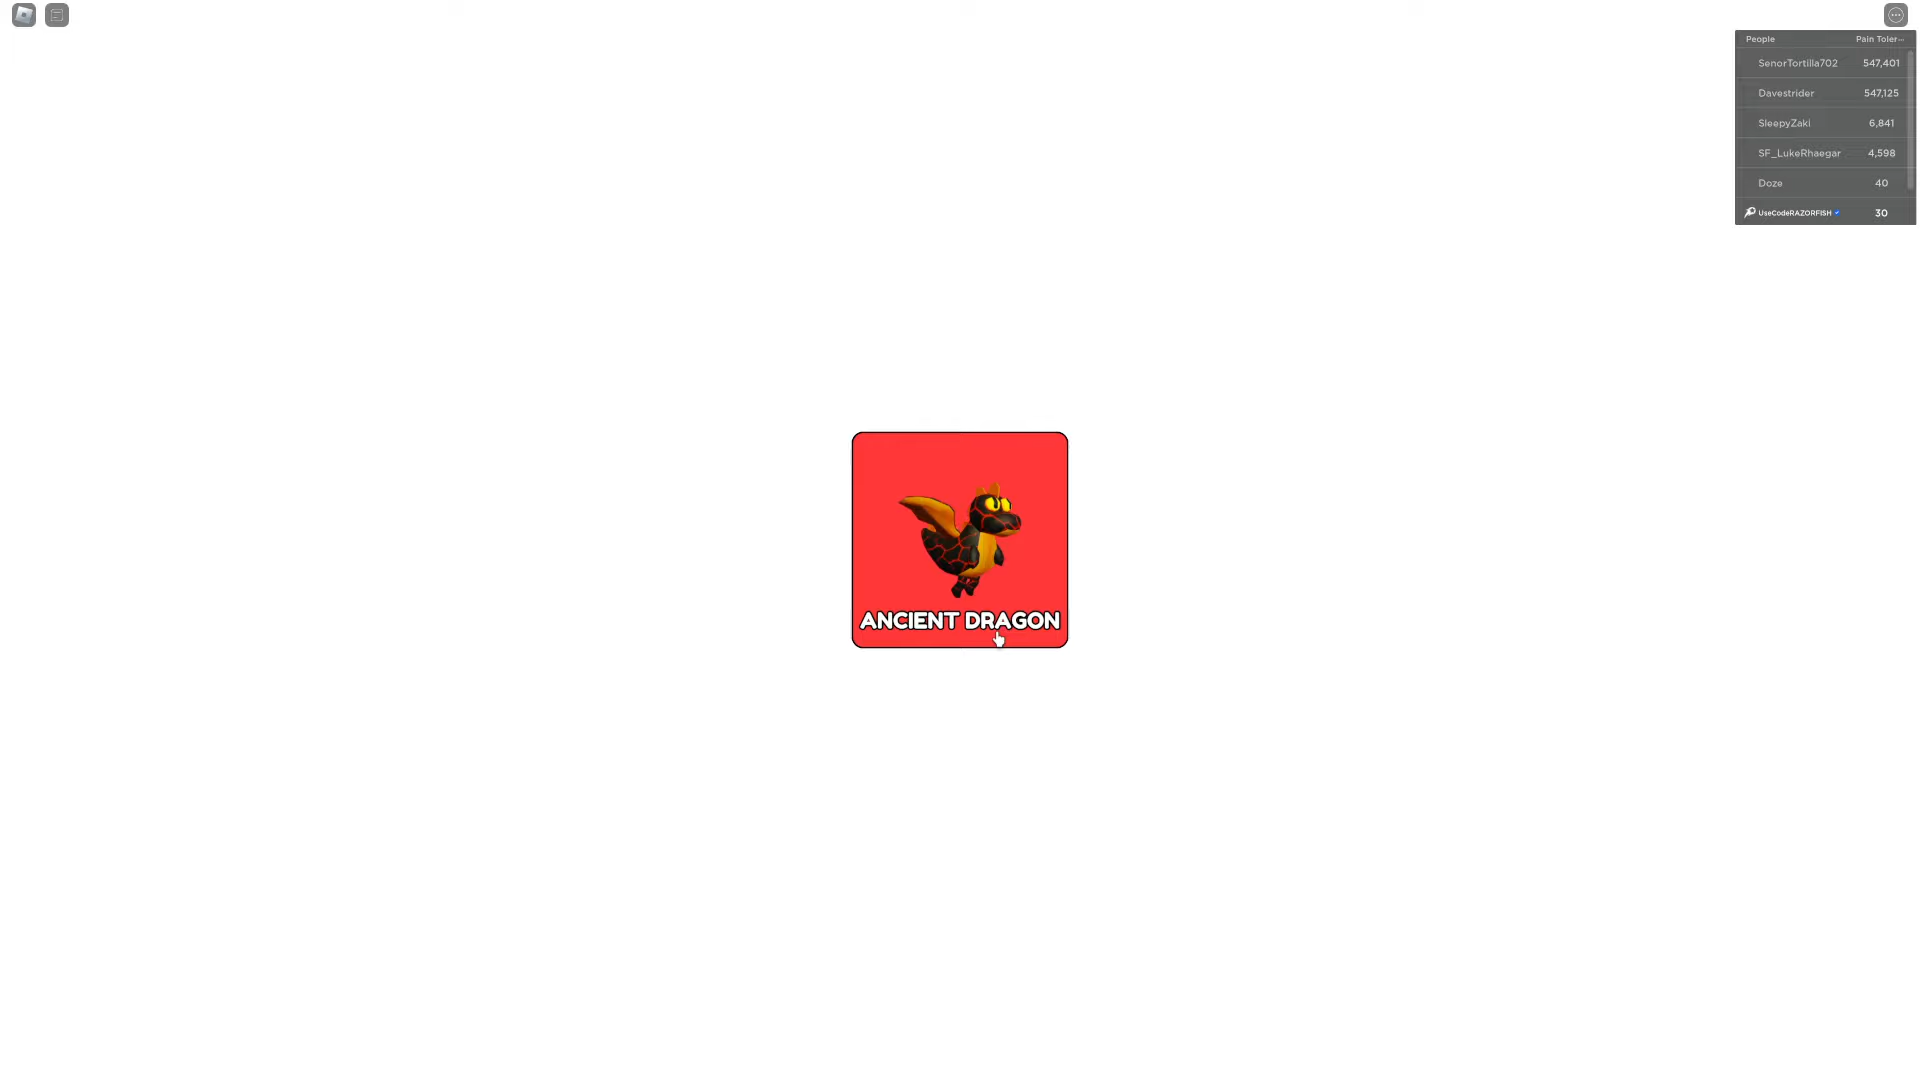 People Pain Toler...
SenorTortilla702 547,401
Davestrider 547,125
SleepyZaki 6,841
SF_LukeRhaegar 4,598
Doze 40
UseCodeRAZORFISH 30
ANCIENT DRAGON